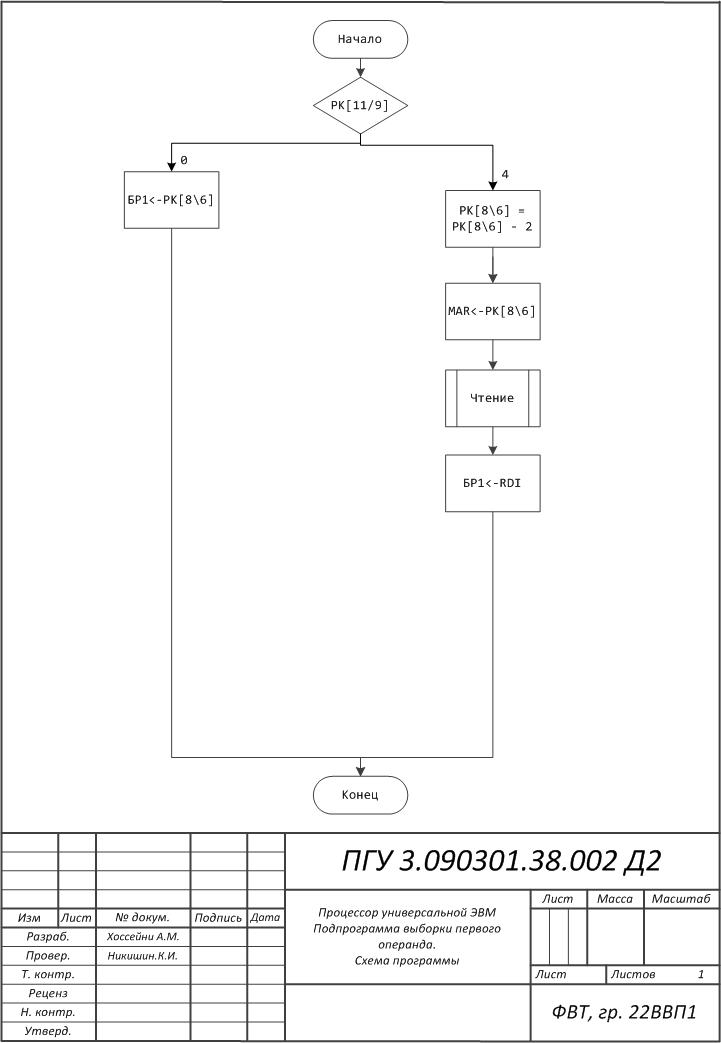 Начало
РК[11/9]
0
4
БР1<-РК[8\6]
РК[8\6] =
РК[8\6] - 2
MAR<-РК[8\6]
Чтение
БР1<-RDI
Конец
ПГУ 3.090301.38.002 Д2
Изм Лист № докум. Подпись Дата
Разраб. Хоссейни А.М.
Провер. Никишин.К.И.
Т. контр.
Реценз
Н. контр.
Утверд.
Процессор универсальной ЭВМ
Подпрограмма выборки первого
операнда.
Схема программы
Лист Масса Масштаб
Лист Листов 1
ФВТ, гр. 22ВВП1